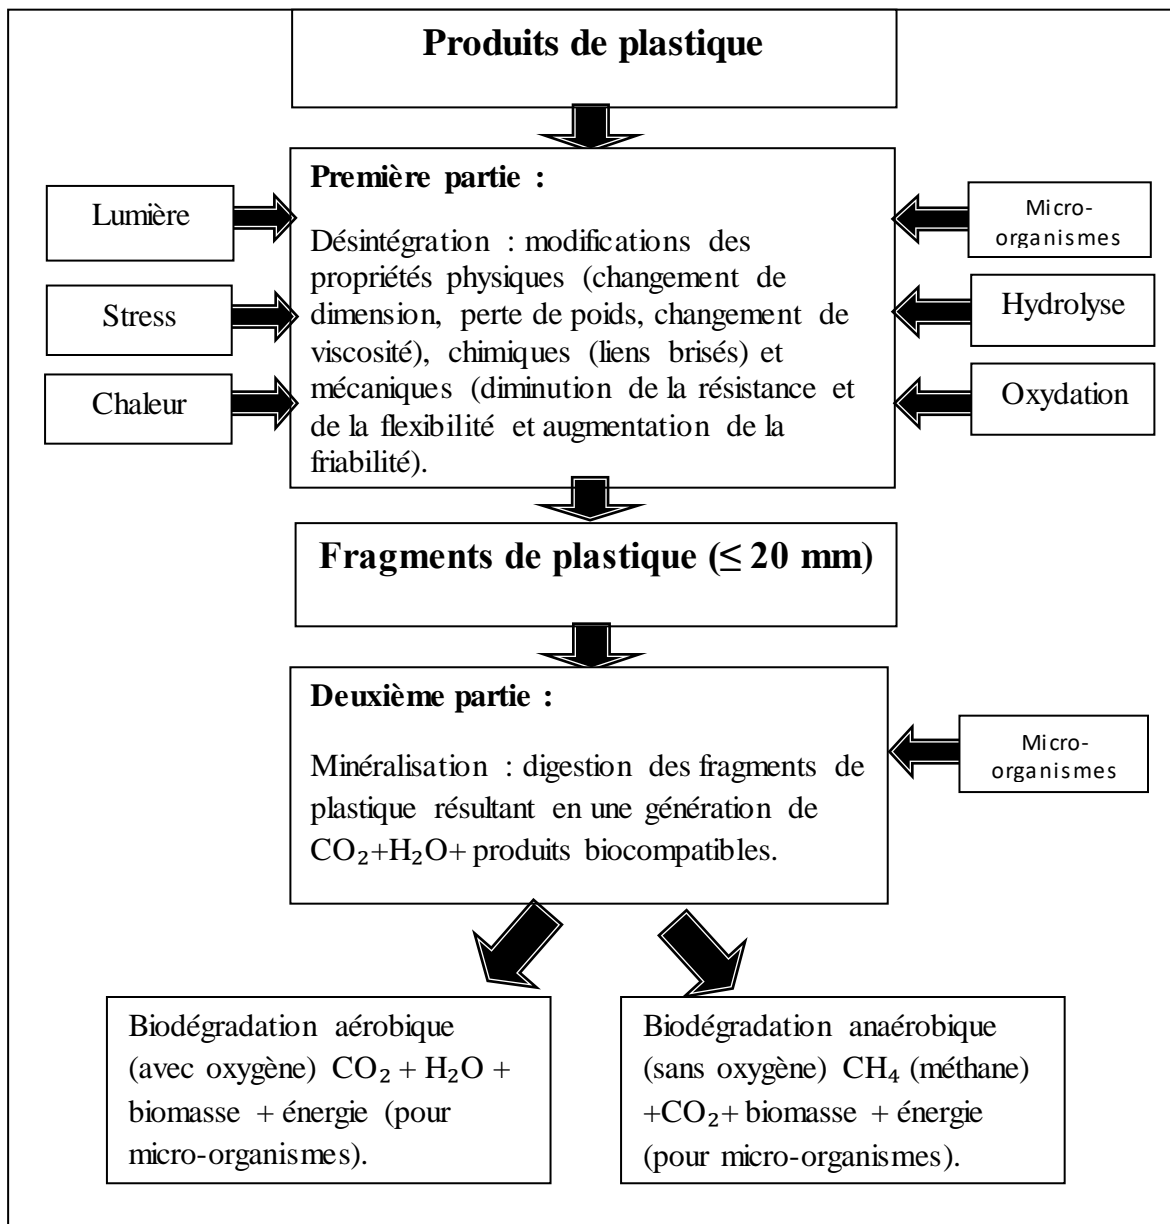 Produits de plastique
Première partie :
Désintégration : modifications des
propriétés physiques (changement de
dimension, perte de poids, changement de
viscosité), chimiques (liens brisés) et
mécaniques (diminution de la résistance et
de la flexibilité et augmentation de la
friabilité).
Lumière
Stress
Chaleur
Micro-
organismes
Hydrolyse
Oxydation
Fragments de plastique (≤ 20 mm)
Deuxième partie :
Minéralisation : digestion des fragments de
plastique résultant en une génération de
CO₂+H₂O+ produits biocompatibles.
Micro-
organismes
Biodégradation aérobique
(avec oxygène) CO₂ + H₂O +
biomasse + énergie (pour
micro-organismes).
Biodégradation anaérobique
(sans oxygène) CH₄ (méthane)
+CO₂+ biomasse + énergie
(pour micro-organismes).